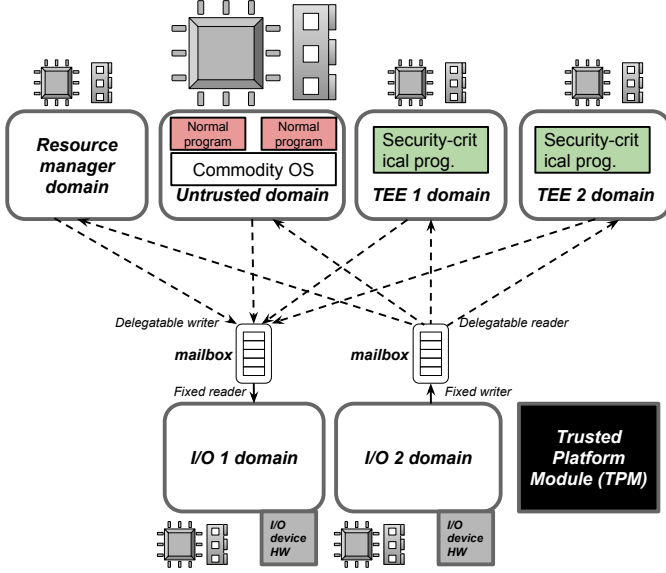 Resource
manager
domain
Normal
program
Normal
program
Commodity OS
Untrusted domain
Security-crit
ical prog.
TEE 1 domain
Security-crit
ical prog.
TEE 2 domain
Delegatable writer
Delegatable reader
mailbox
mailbox
Fixed reader
Fixed writer
I/O 1 domain
I/O 2 domain
Trusted
Platform
Module (TPM)
I/O
device
HW
I/O
device
HW